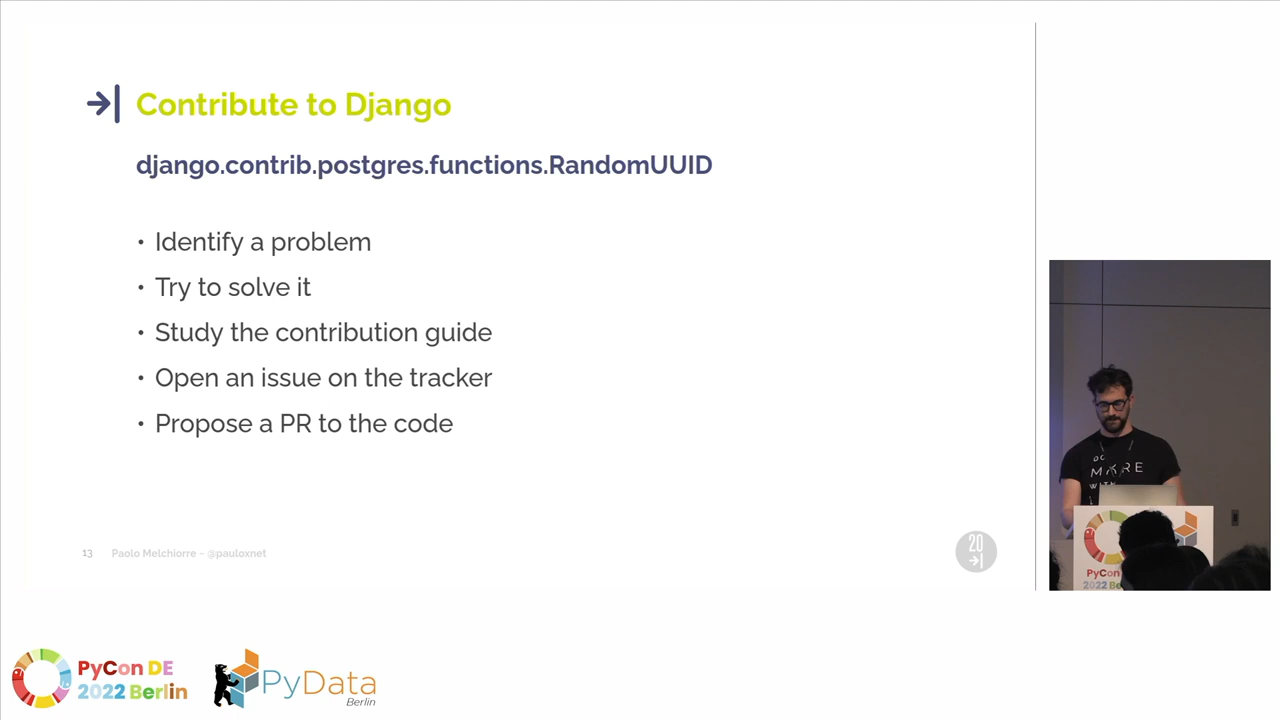 Contribute to Django
django.contrib.postgres.functions.RandomUUID
• Identify a problem
• Try to solve it
• Study the contribution guide
• Open an issue on the tracker
• Propose a PR to the code
13 Paolo Melchiorre - @pauloxnet
20
MORE
PyCon DE
2022 Berlin
PyData
Berlin